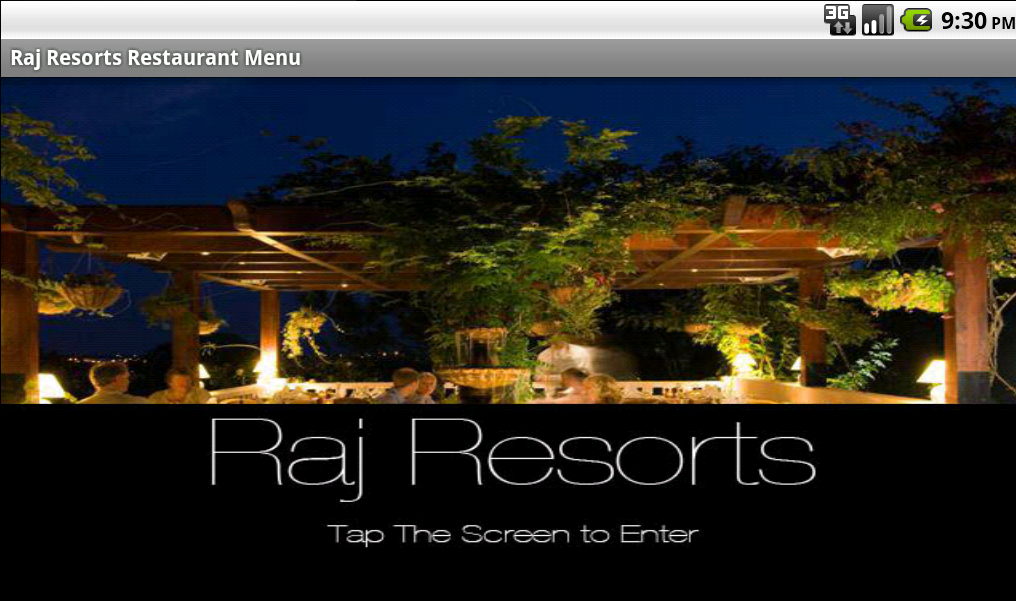 3G 9:30 PM
Raj Resorts Restaurant Menu
Raj Resorts
Tap The Screen to Enter